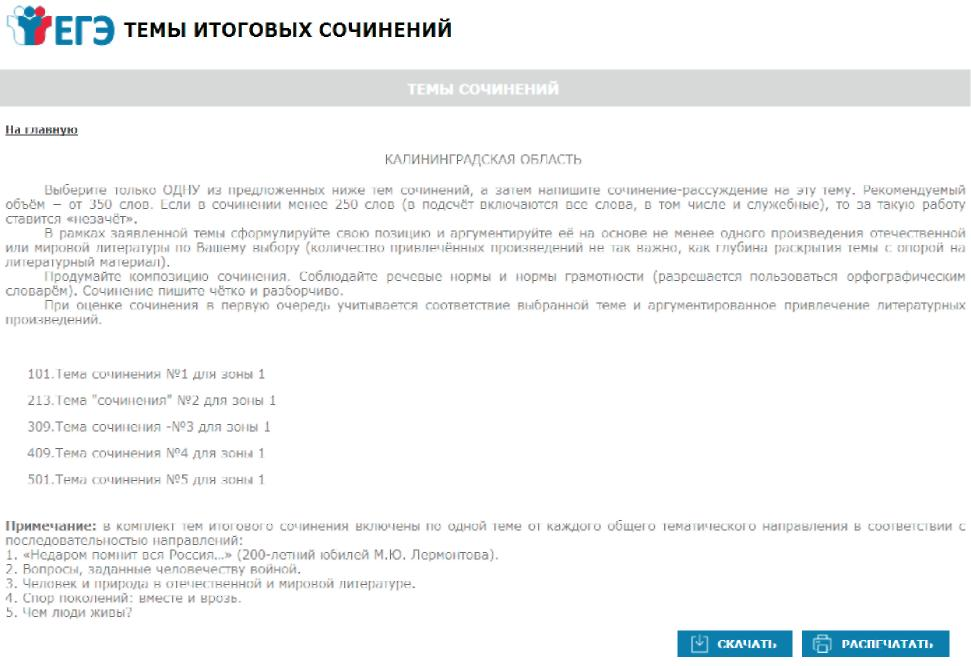 ЕГЭ ТЕМЫ ИТОГОВЫХ СОЧИНЕНИЙ
ТЕМЫ СОЧИНЕНИЙ
На главную
КАЛИНИНГРАДСКАЯ ОБЛАСТЬ
Выберите только ОДНУ из предложенных ниже тем сочинений, а затем напишите сочинение-рассуждение на эту тему. Рекомендуемый
объём – от 350 слов. Если в сочинении менее 250 слов (в подсчёт включаются все слова, в том числе и служебные), то за такую работу
ставится «незачёт».
В рамках заявленной темы сформулируйте свою позицию и аргументируйте её на основе не менее одного произведения отечественной
или мировой литературы по Вашему выбору (количество привлечённых произведений не так важно, как глубина раскрытия темы с опорой на
литературный материал).
Продумайте композицию сочинения. Соблюдайте речевые нормы и нормы грамотности (разрешается пользоваться орфографическим
словарём). Сочинение пишите чётко и разборчиво.
При оценке сочинения в первую очередь учитывается соответствие выбранной теме и аргументированное привлечение литературных
произведений.
101.Тема сочинения №1 для зоны 1
213.Тема "сочинения" №2 для зоны 1
309.Тема сочинения -№3 для зоны 1
409.Тема сочинения №4 для зоны 1
501.Тема сочинения №5 для зоны 1
Примечание: в комплект тем итогового сочинения включены по одной теме от каждого общего тематического направления в соответствии с
последовательностью направлений:
1. «Недаром помнит вся Россия…» (200-летний юбилей М.Ю. Лермонтова).
2. Вопросы, заданные человечеству войной.
3. Человек и природа в отечественной и мировой литературе.
4. Спор поколений: вместе и врозь.
5. Чем люди живы?
СКАЧАТЬ РАСПЕЧАТАТЬ